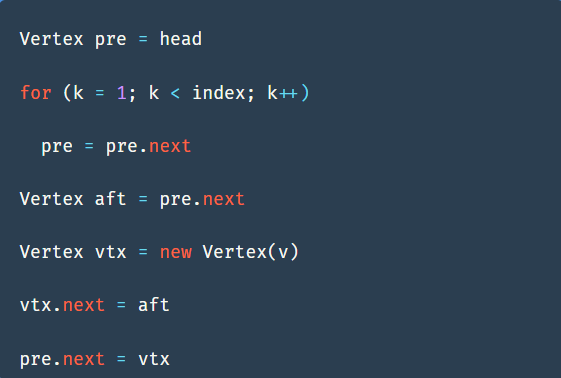 Vertex pre = head
for (k = 1; k < index; k++)
pre = pre.next
Vertex aft = pre.next
Vertex vtx = new Vertex(v)
vtx.next = aft
pre.next = vtx